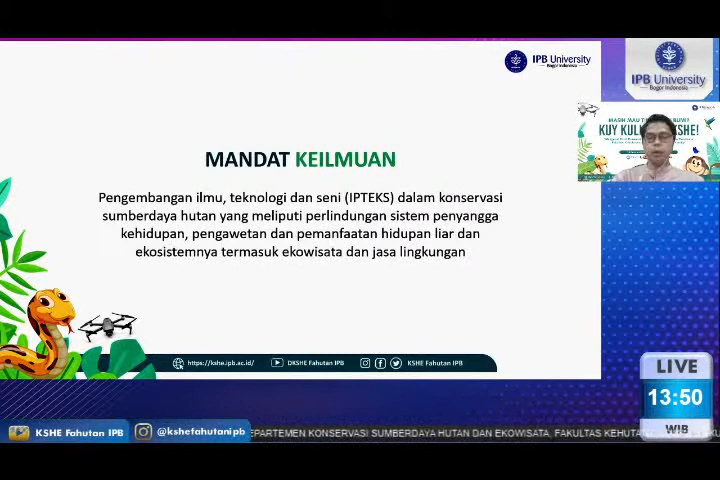 IPB University
Bogor Indonesia
IPB University
Bogor Indonesia
KUY KUL
SHE!
MANDAT KEILMUAN
Pengembangan ilmu, teknologi dan seni (IPTEKS) dalam konservasi
sumberdaya hutan yang meliputi perlindungan sistem penyangga
kehidupan, pengawetan dan pemanfaatan hidupan liar dan
ekosistemnya termasuk ekowisata dan jasa lingkungan
https://kshe.ipb.ac.id/ DKSHE Fahutan IPB KSHE Fahutan IPB
LIVE
13:50
WIB
KSHE Fahutan IPB @kshefahutanipb EPARTEMEN KONSERVASI SUMBERDAYA HUTAN DAN EKOWISATA, FAKULTAS KEHUTA